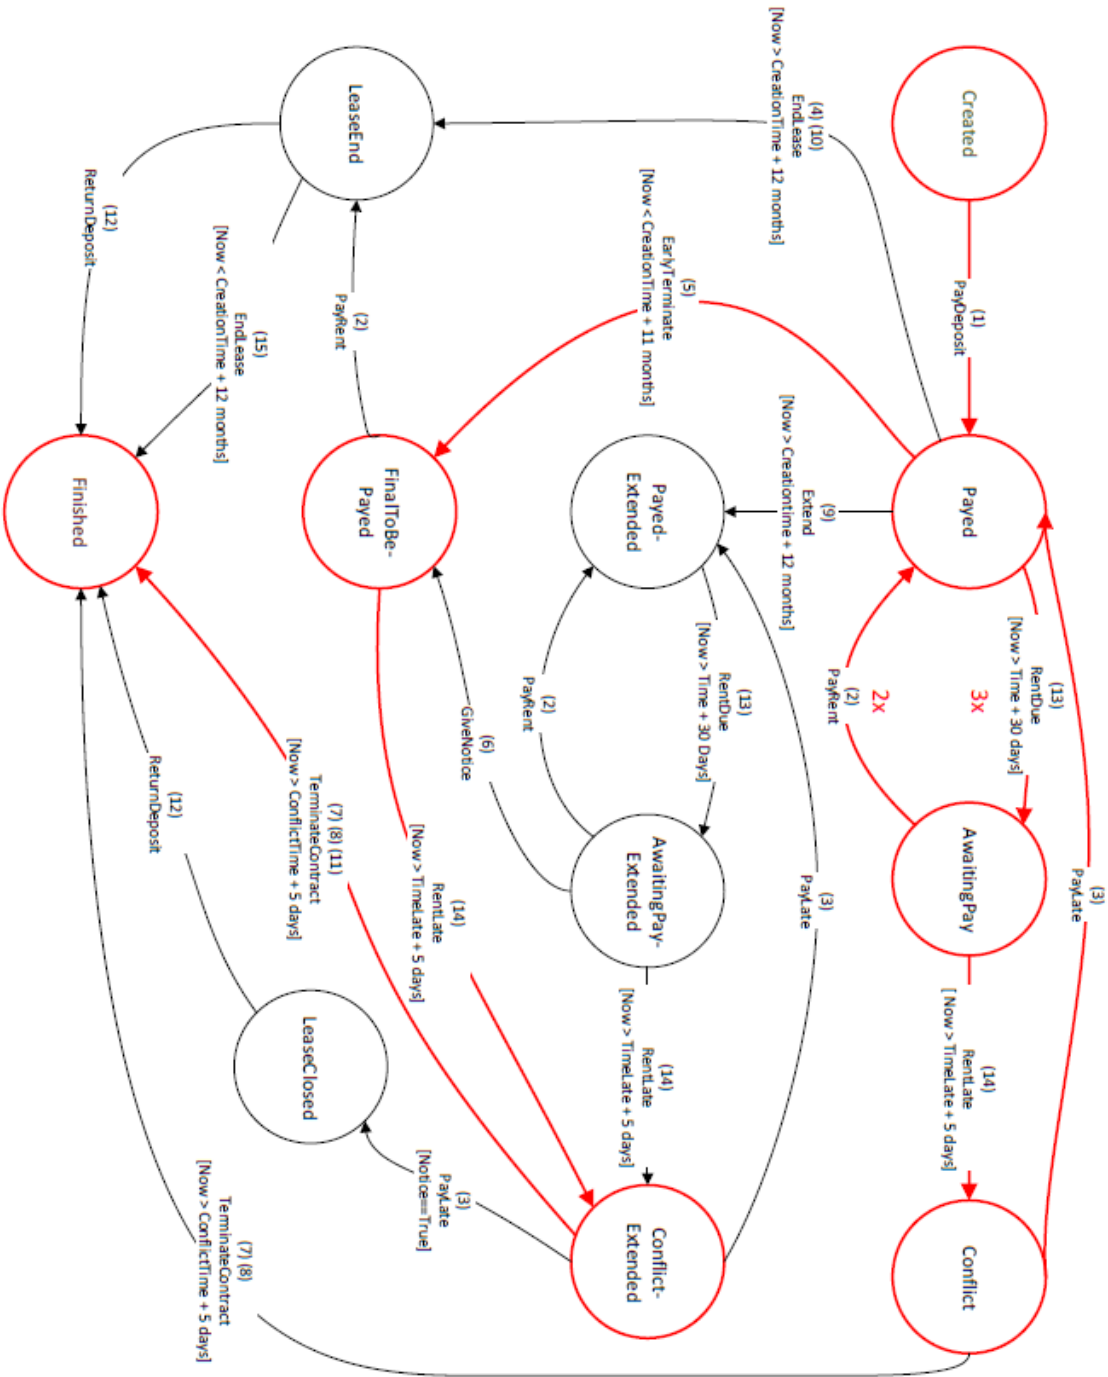 Created
(1)
PayDeposit
Payed
(13)
RentDue
[Now > Time + 30 days]
3x
2x
(2)
PayRent
AwaitingPay
(3)
PayLate
(14)
RentLate
[Now > TimeLate + 5 days]
Conflict
(4) (10)
EndLease
[Now > CreationTime + 12 months]
(9)
Extend
[Now > Creationtime + 12 months]
Payed-
Extended
(13)
RentDue
[Now > Time + 30 Days]
(2)
PayRent
AwaitingPay-
Extended
(3)
PayLate
(14)
RentLate
[Now > TimeLate + 5 days]
Conflict-
Extended
(5)
EarlyTerminate
[Now < CreationTime + 11 months]
(6)
GiveNotice
FinalToBe-
Payed
(14)
RentLate
[Now > TimeLate + 5 days]
(3)
PayLate
[Notice==True]
LeaseEnd
(2)
PayRent
(7) (8) (11)
TerminateContract
[Now > ConflictTime + 5 days]
LeaseClosed
(15)
EndLease
[Now < CreationTime + 12 months]
(12)
ReturnDeposit
(12)
ReturnDeposit
(7) (8)
TerminateContract
[Now > ConflictTime + 5 days]
Finished